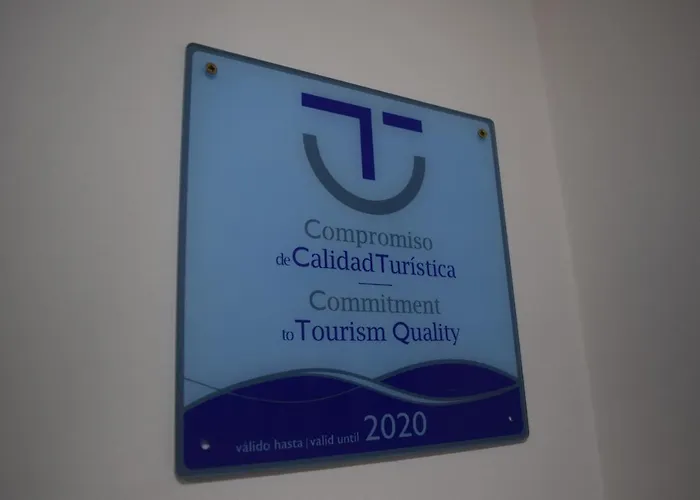 Compromiso
de Calidad Turística
Commitment
to Tourism Quality
válido hasta | valid until 2020